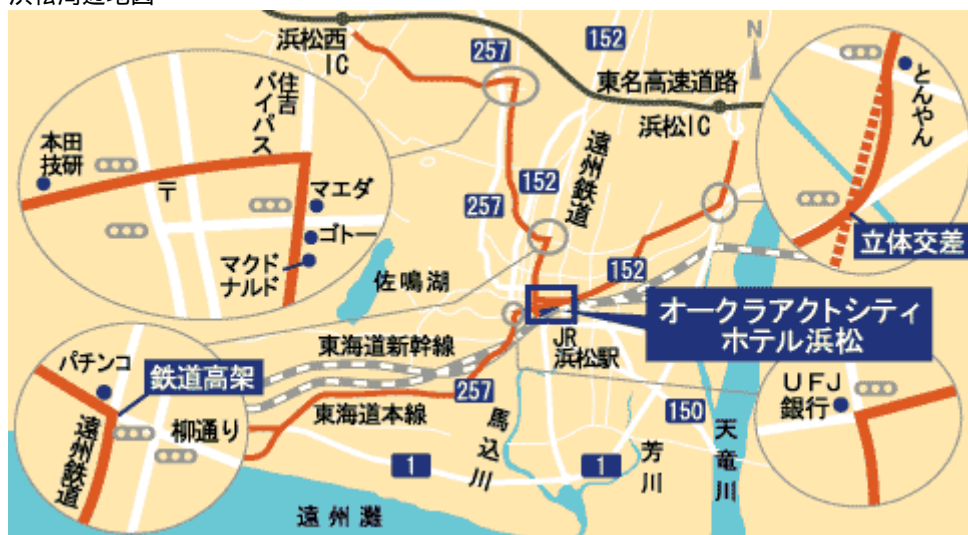 浜松周辺地図
浜松西
IC
257
152
N
東名高速道路
浜松IC
とんやん
立体交差
住吉
バイパス
本田
技研
〒
マエダ
ゴトー
マクド
ナルド
遠州鉄道
152
257
佐鳴湖
152
オークラアクトシティ
ホテル浜松
JR
浜松駅
東海道新幹線
東海道本線
257
パチンコ
鉄道高架
柳通り
遠州鉄道
馬込川
150
芳川
天竜川
UFJ
銀行
1
1
遠州灘